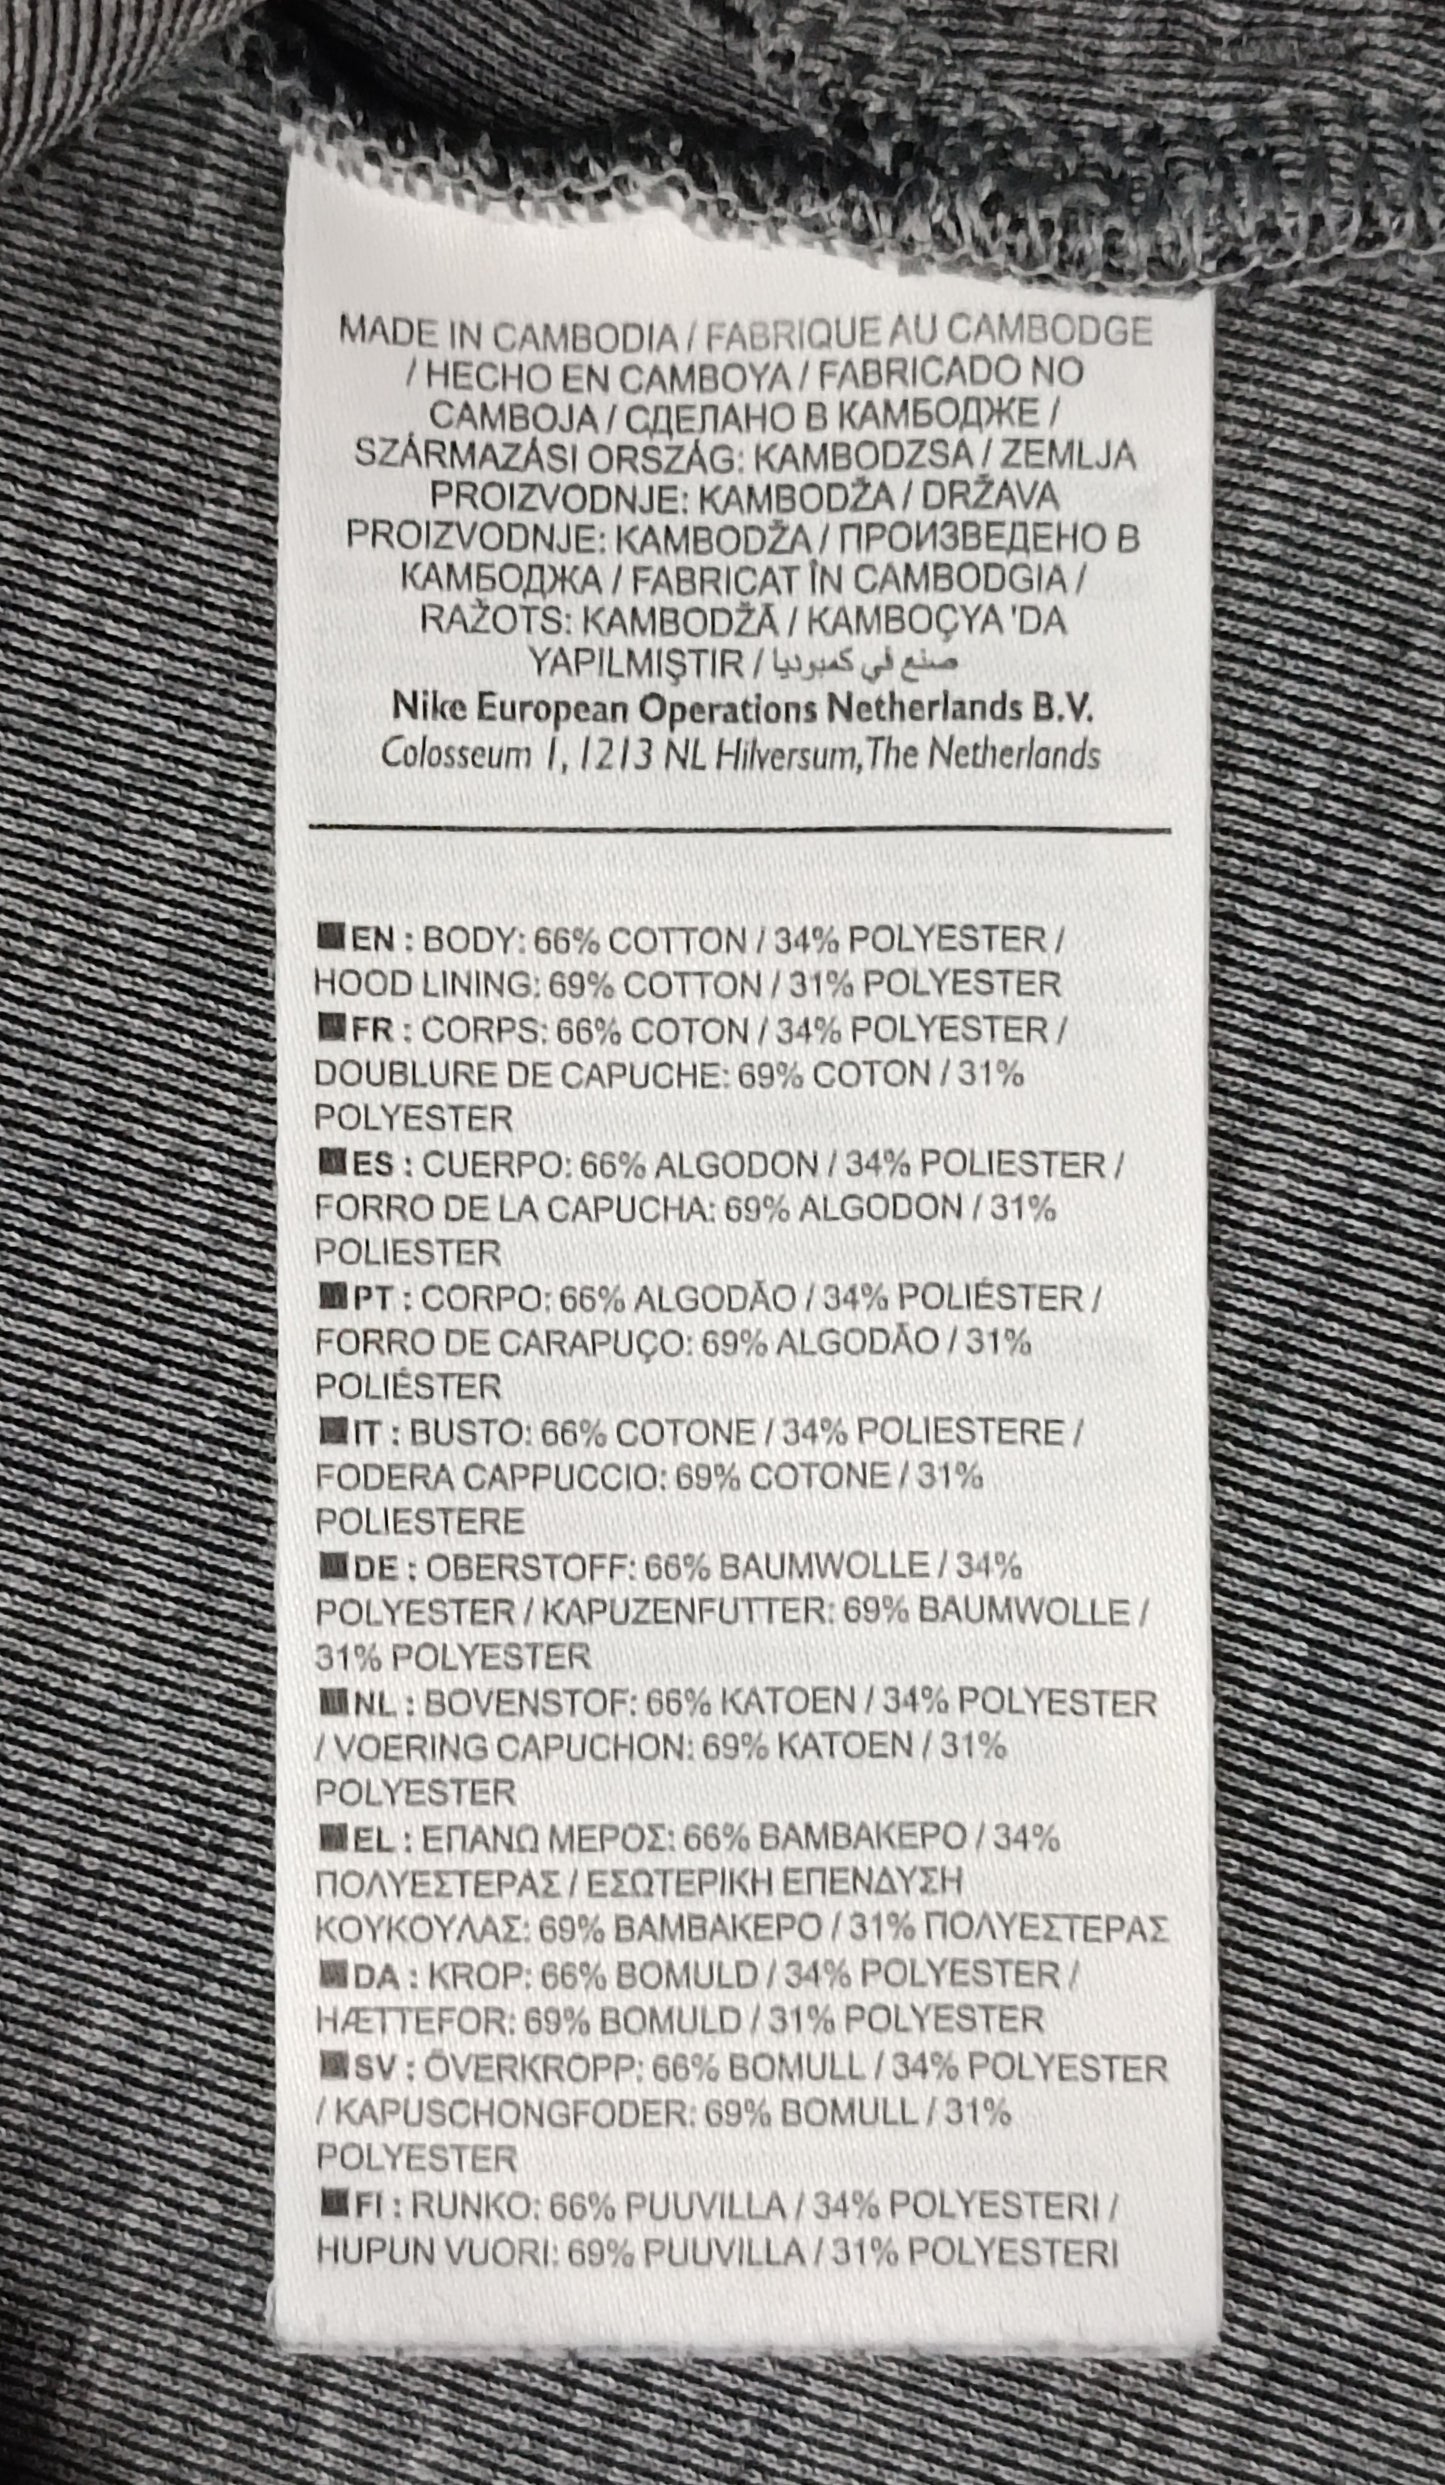 MADE IN CAMBODIA / FABRIQUE AU CAMBODGE
/ HECHO EN CAMBOYA / FABRICADO NO
CAMBOJA / СДЕЛАНО В КАМБОДЖЕ /
SZÁRMAZÁSI ORSZÁG: KAMBODZSA / ZEMLJA
PROIZVODNJE: KAMBODŽA / DRŽAVA
PROIZVODNJE: KAMBODŽA / ПРОИЗВЕДЕНО В
КАМБОДЖА / FABRICAT ÎN CAMBODGIA /
RAŽOTS: KAMBODŽĀ / KAMBOÇYA 'DA
YAPILMIŞTIR / صنع في كمبوديا
Nike European Operations Netherlands B.V.
Colosseum 1, 1213 NL Hilversum, The Netherlands
EN : BODY: 66% COTTON / 34% POLYESTER /
HOOD LINING: 69% COTTON / 31% POLYESTER
FR : CORPS: 66% COTON / 34% POLYESTER /
DOUBLURE DE CAPUCHE: 69% COTON / 31%
POLYESTER
ES : CUERPO: 66% ALGODON / 34% POLIESTER /
FORRO DE LA CAPUCHA: 69% ALGODON / 31%
POLIESTER
PT : CORPO: 66% ALGODÃO / 34% POLIÉSTER /
FORRO DE CARAPUÇO: 69% ALGODÃO / 31%
POLIÉSTER
IT : BUSTO: 66% COTONE / 34% POLIESTERE /
FODERA CAPPUCCIO: 69% COTONE / 31%
POLIESTERE
DE : OBERSTOFF: 66% BAUMWOLLE / 34%
POLYESTER / KAPUZENFUTTER: 69% BAUMWOLLE /
31% POLYESTER
NL : BOVENSTOF: 66% KATOEN / 34% POLYESTER
/ VOERING CAPUCHON: 69% KATOEN / 31%
POLYESTER
EL : ΕΠΑΝΩ ΜΕΡΟΣ: 66% ΒΑΜΒΑΚΕΡΟ / 34%
ΠΟΛΥΕΣΤΕΡΑΣ / ΕΣΩΤΕΡΙΚΗ ΕΠΕΝΔΥΣΗ
ΚΟΥΚΟΥΛΑΣ: 69% ΒΑΜΒΑΚΕΡΟ / 31% ΠΟΛΥΕΣΤΕΡΑΣ
DA : KROP: 66% BOMULD / 34% POLYESTER /
HÆTTEFOR: 69% BOMULD / 31% POLYESTER
SV : ÖVERKROPP: 66% BOMULL / 34% POLYESTER
/ KAPUSCHONGFODER: 69% BOMULL / 31%
POLYESTER
FI : RUNKO: 66% PUUVILLA / 34% POLYESTERI /
HUPUN VUORI: 69% PUUVILLA / 31% POLYESTERI